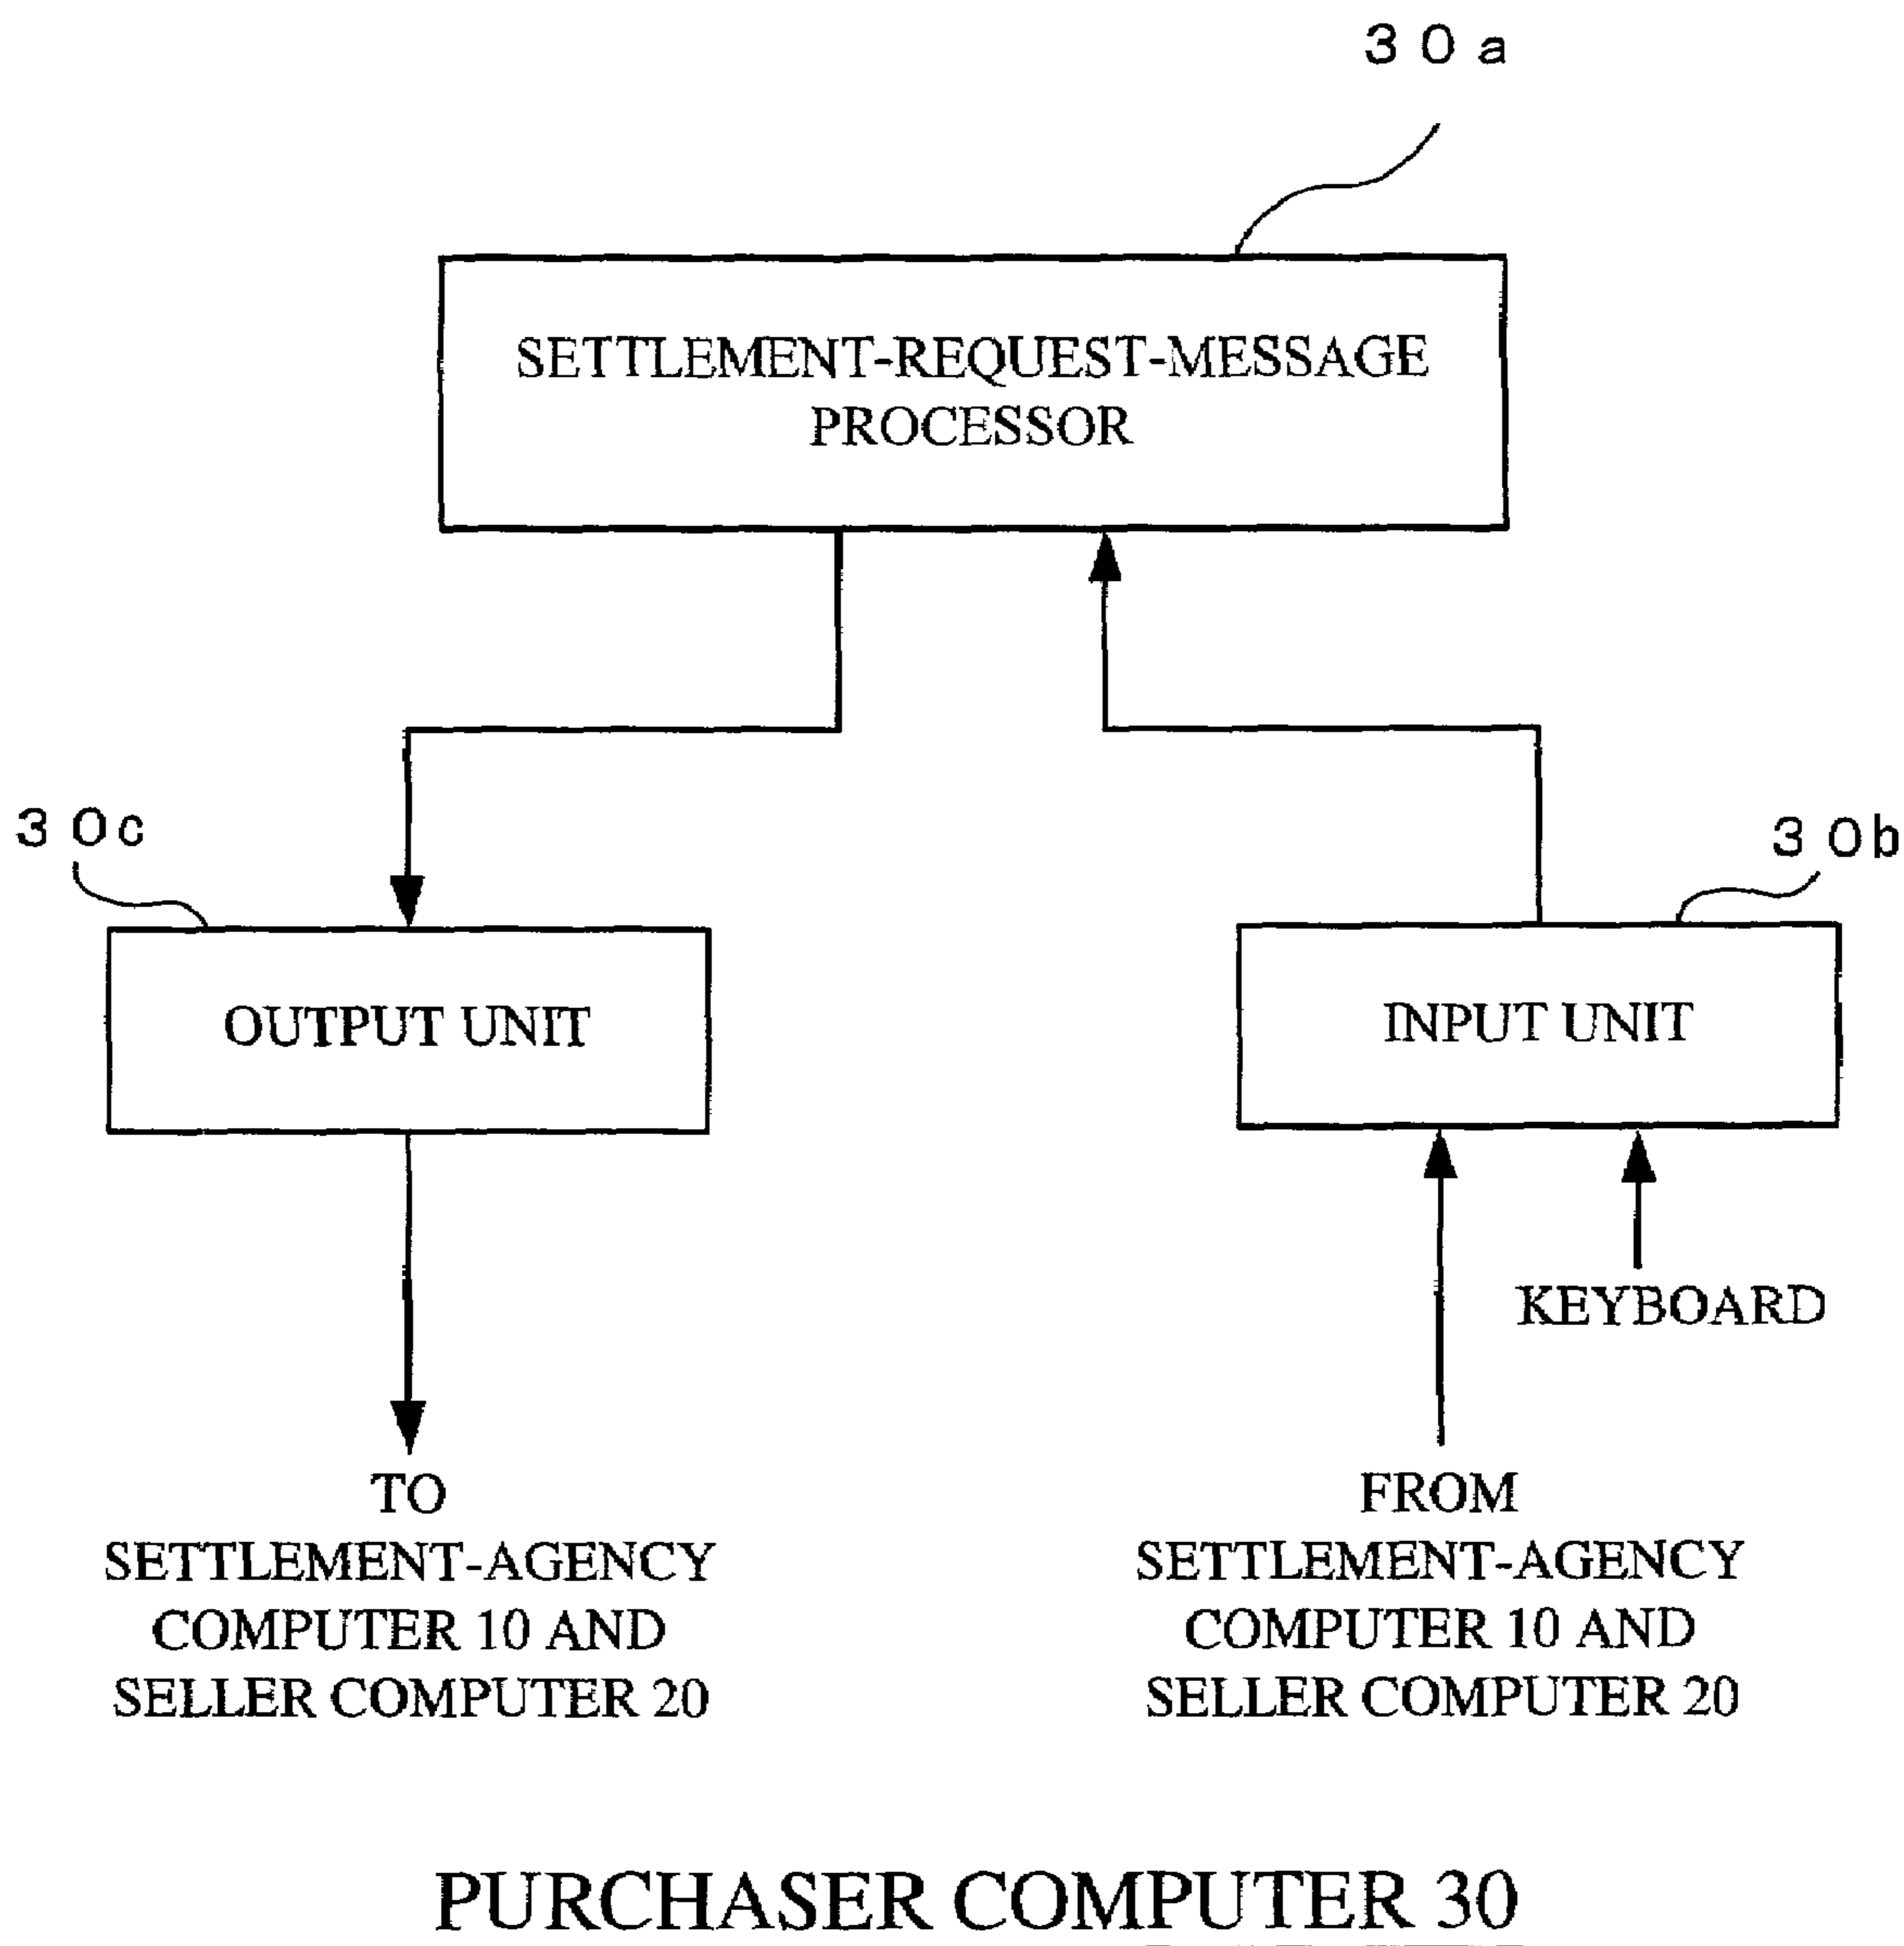 30a
SETTLEMENT-REQUEST-MESSAGE
PROCESSOR
30c
30b
OUTPUT UNIT
INPUT UNIT
KEYBOARD
TO
SETTLEMENT-AGENCY
COMPUTER 10 AND
SELLER COMPUTER 20
FROM
SETTLEMENT-AGENCY
COMPUTER 10 AND
SELLER COMPUTER 20
PURCHASER COMPUTER 30